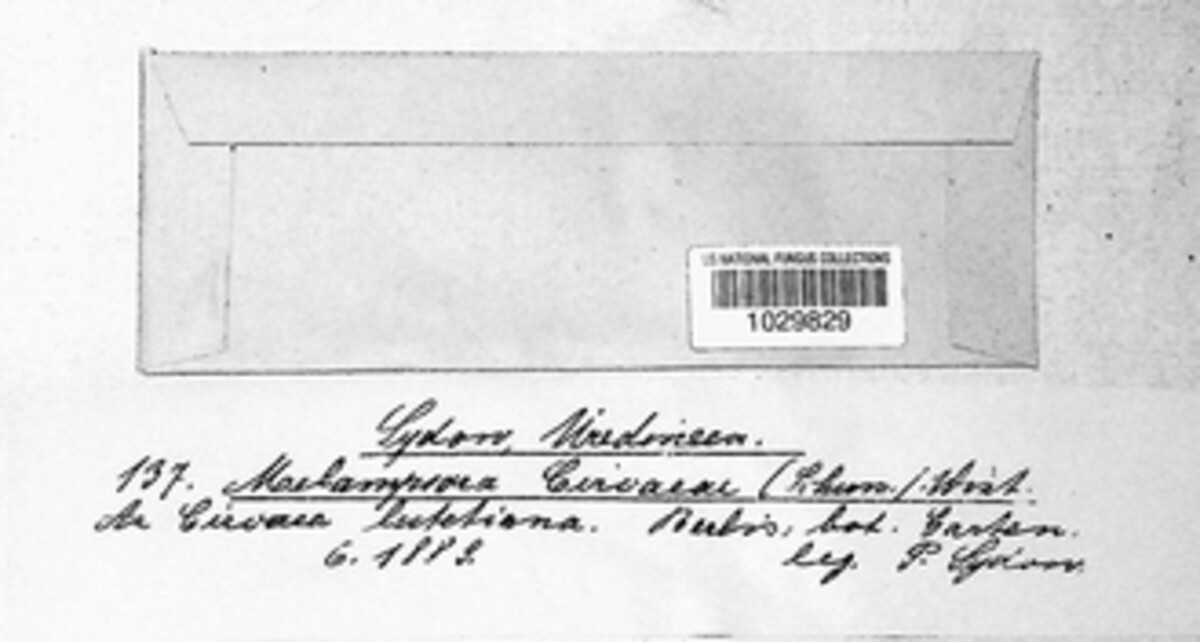 US NATIONAL FUNGUS COLLECTIONS
1029829
Sydow, Uredineen.
137. Melampsora Circaeae (Schum.) Wint.
An Circaea lutetiana. Berlin, bot. Garten.
6. 1889. leg. P. Sydow.